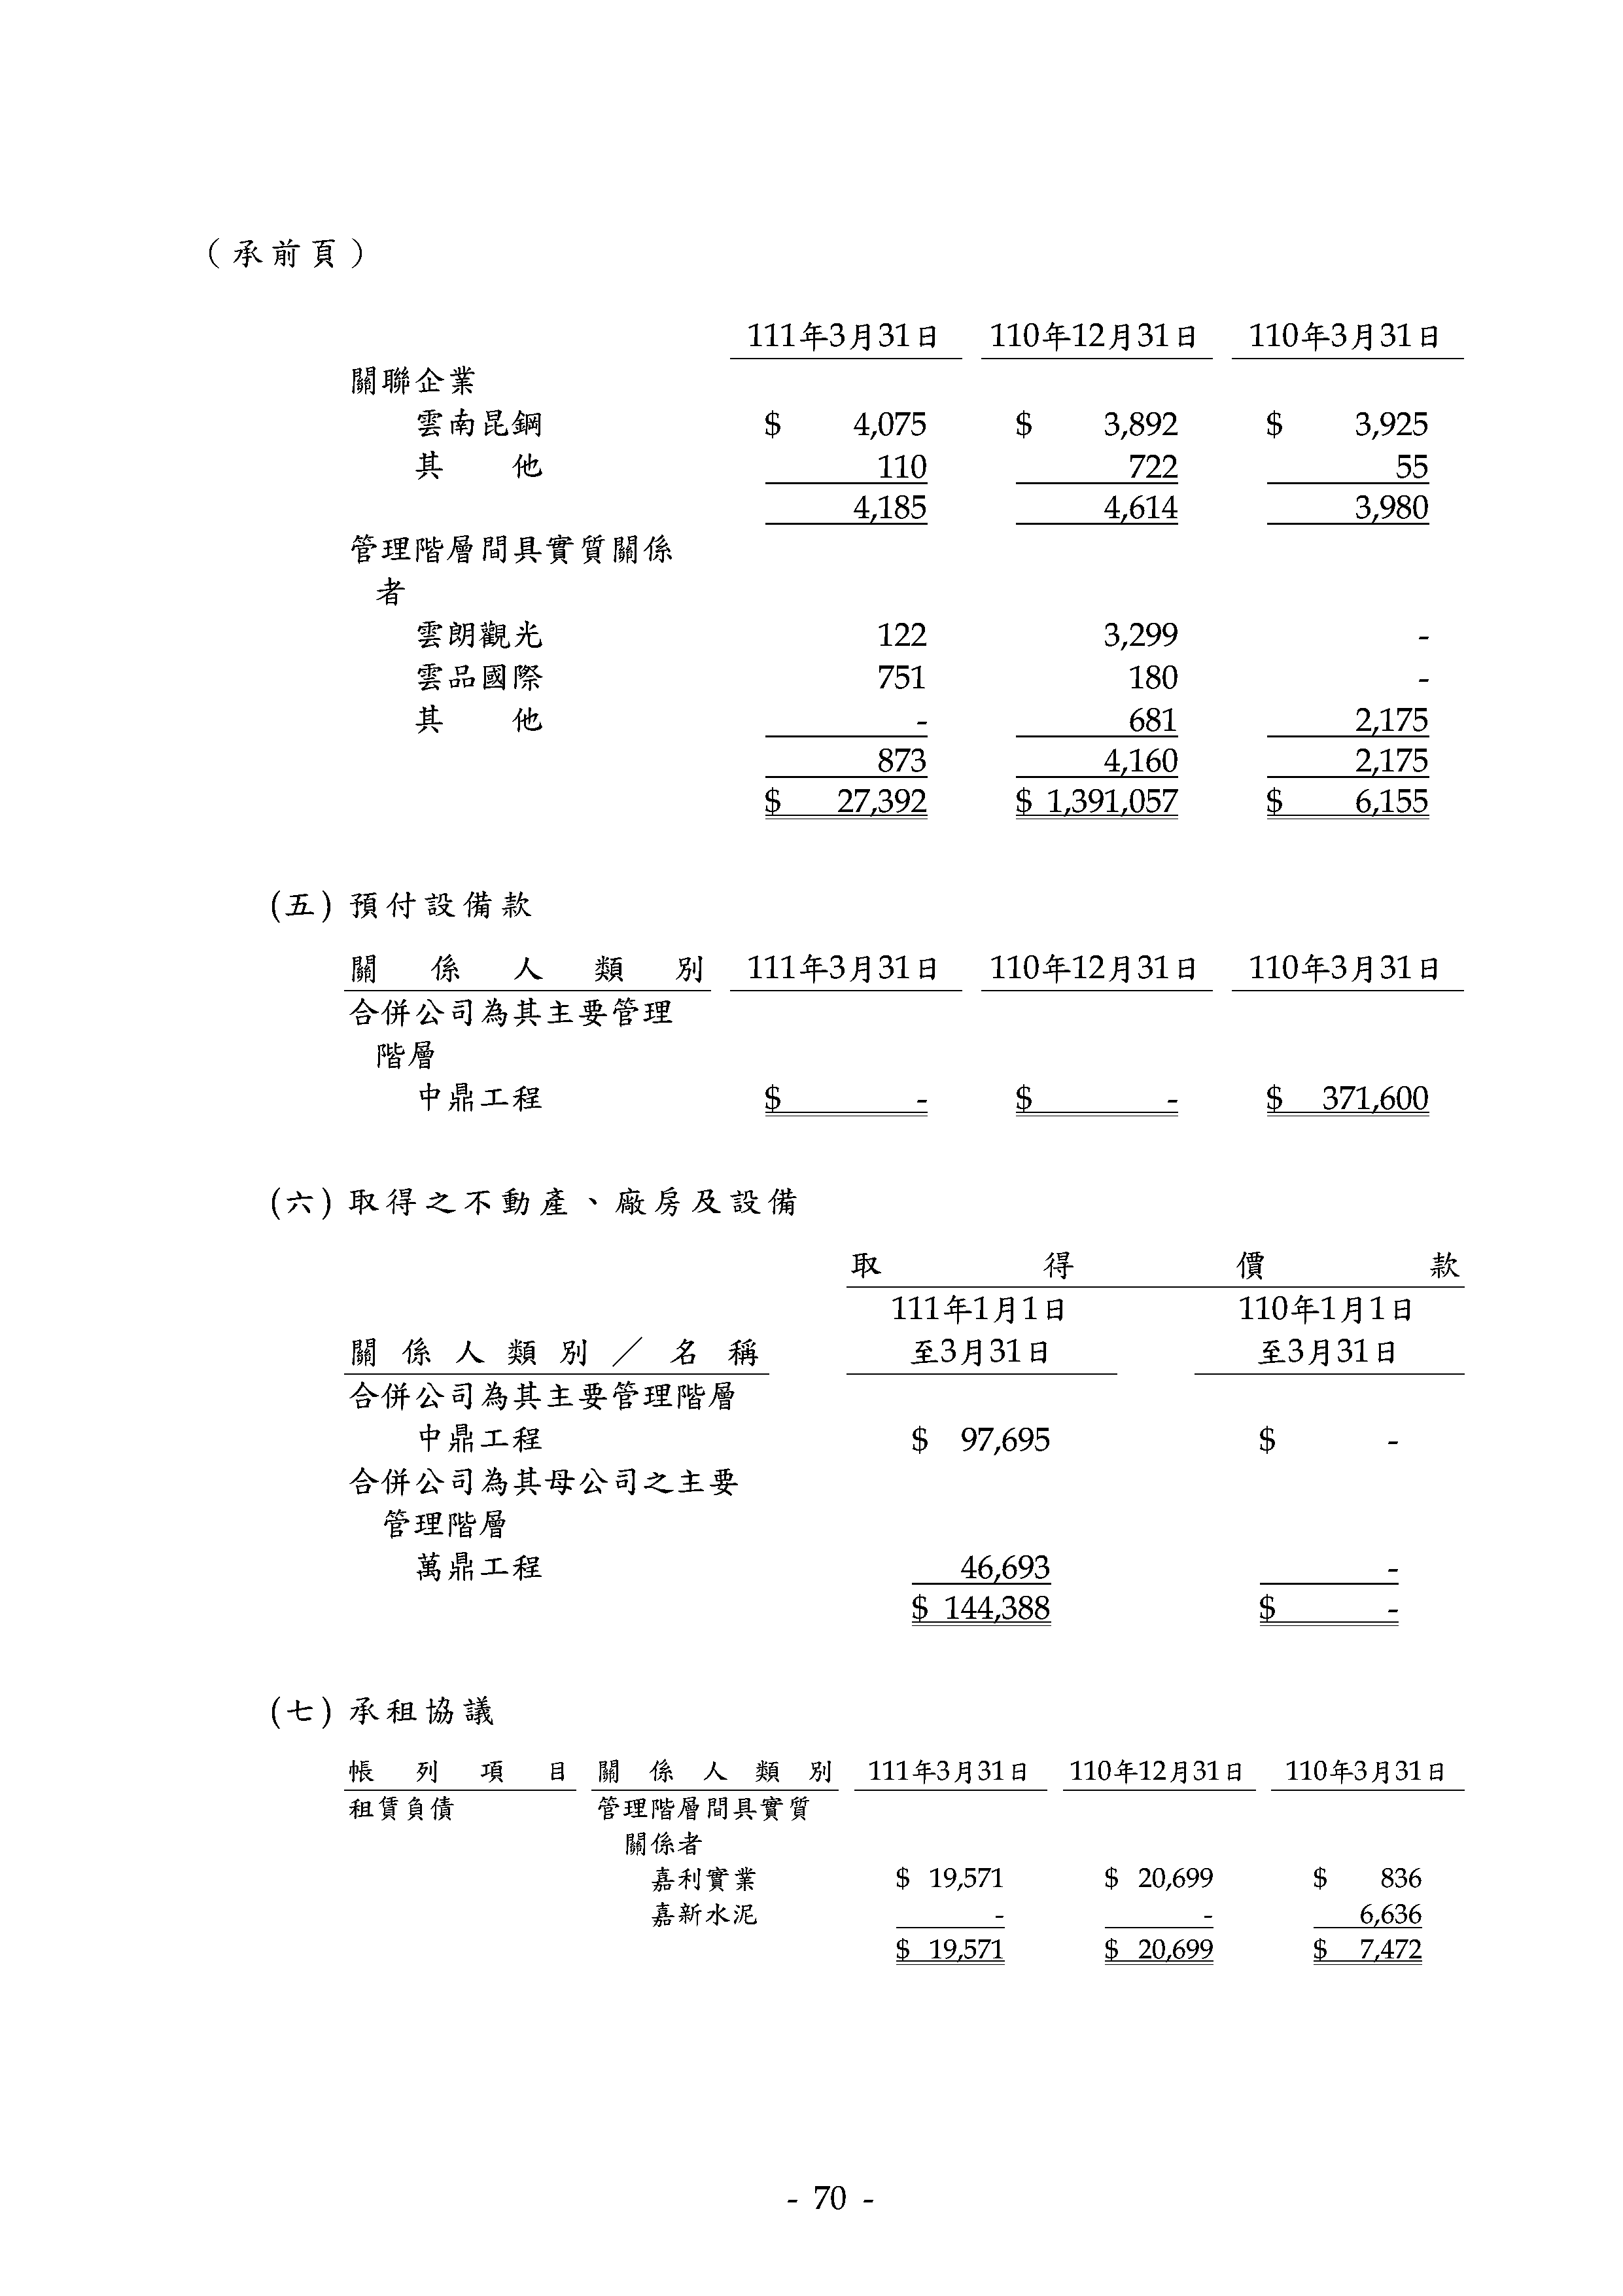 （承前頁）
111年3月31日 110年12月31日 110年3月31日
關聯企業
雲南昆鋼 $ 4,075 $ 3,892 $ 3,925
其 他 110 722 55
4,185 4,614 3,980
管理階層間具實質關係
者
雲朗觀光 122 3,299 -
雲品國際 751 180 -
其 他 - 681 2,175
873 4,160 2,175
$ 27,392 $ 1,391,057 $ 6,155
(五) 預付設備款
關 係 人 類 別 111年3月31日 110年12月31日 110年3月31日
合併公司為其主要管理
階層
中鼎工程 $ - $ - $ 371,600
(六) 取得之不動產、廠房及設備
取 得 價 款
111年1月1日 110年1月1日
關 係 人 類 別 ／ 名 稱 至3月31日 至3月31日
合併公司為其主要管理階層
中鼎工程 $ 97,695 $ -
合併公司為其母公司之主要
管理階層
萬鼎工程 46,693 -
$ 144,388 $ -
(七) 承租協議
帳 列 項 目 關 係 人 類 別 111年3月31日 110年12月31日 110年3月31日
租賃負債 管理階層間具實質
關係者
嘉利實業 $ 19,571 $ 20,699 $ 836
嘉新水泥 - - 6,636
$ 19,571 $ 20,699 $ 7,472
- 70 -